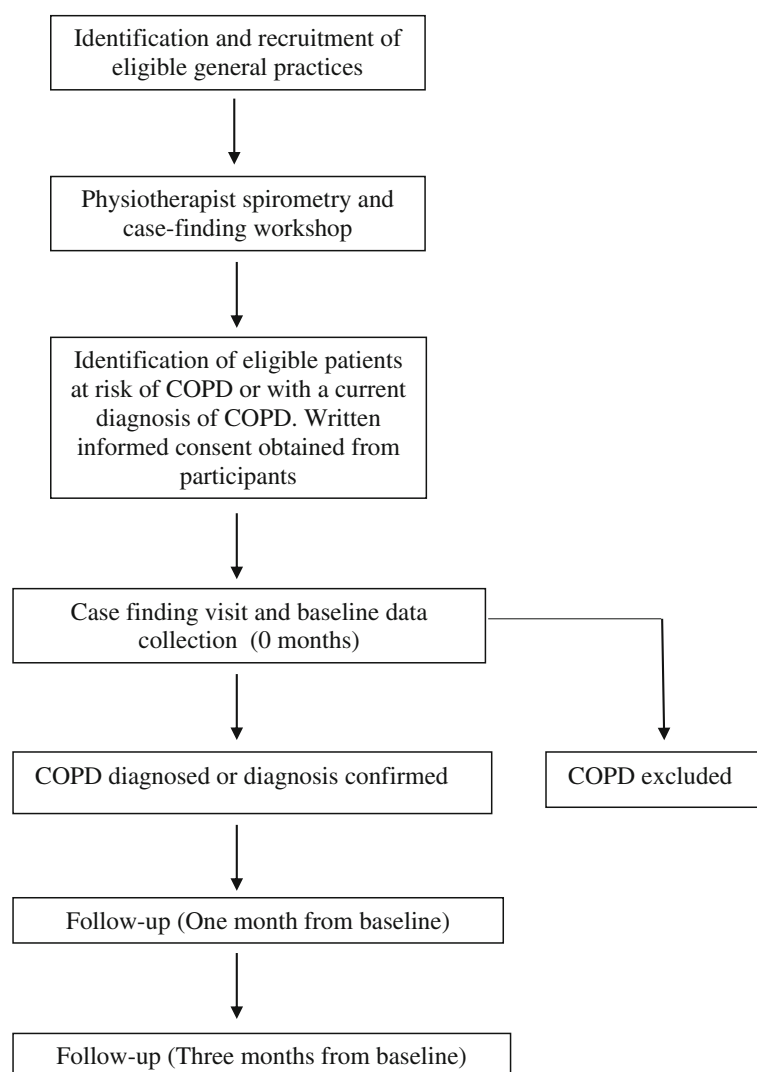 Identification and recruitment of
eligible general practices
Physiotherapist spirometry and
case-finding workshop
Identification of eligible patients
at risk of COPD or with a current
diagnosis of COPD. Written
informed consent obtained from
participants
Case finding visit and baseline data
collection (0 months)
COPD diagnosed or diagnosis confirmed
COPD excluded
Follow-up (One month from baseline)
Follow-up (Three months from baseline)